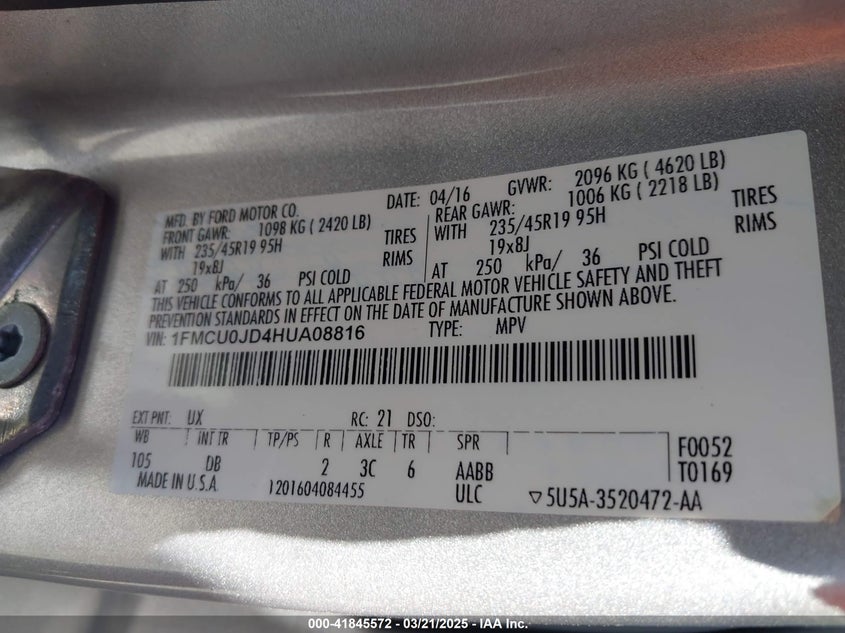 MFD. BY FORD MOTOR CO. DATE: 04/16 GVWR: 2096 KG ( 4620 LB)
FRONT GAWR: 1098 KG ( 2420 LB) REAR GAWR: 1006 KG ( 2218 LB)
WITH 235/45R19 95H TIRES WITH 235/45R19 95H TIRES
19x8J RIMS 19x8J RIMS
AT 250 kPa/ 36 PSI COLD AT 250 kPa/ 36 PSI COLD
THIS VEHICLE CONFORMS TO ALL APPLICABLE FEDERAL MOTOR VEHICLE SAFETY AND THEFT
PREVENTION STANDARDS IN EFFECT ON THE DATE OF MANUFACTURE SHOWN ABOVE.
VIN: 1FMCU0JD4HUA08816 TYPE: MPV
EXT PNT: UX RC: 21 DSO:
WB INT TR TP/PS R AXLE TR SPR F0052
105 DB 2 3C 6 AABB T0169
MADE IN U.S.A. 1201604084455 ULC ▽5U5A-3520472-AA
000-41845572 - 03/21/2025 - IAA Inc.